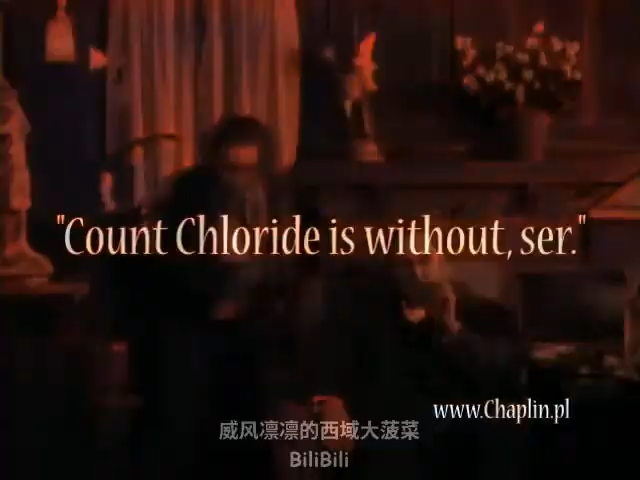 "Count Chloride is without, ser."
www.Chaplin.pl
威风凛凛的西域大菠菜
BiliBili